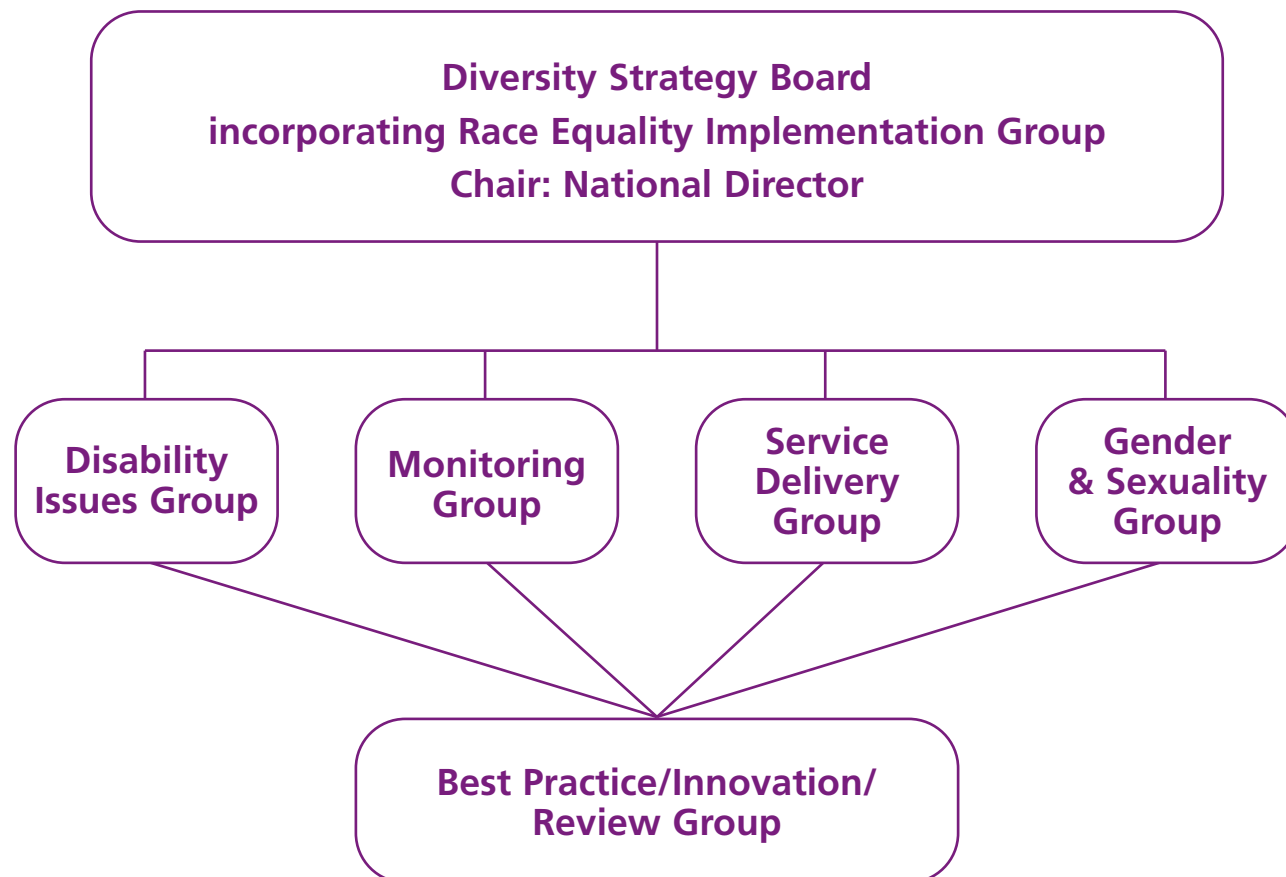 Diversity Strategy Board
incorporating Race Equality Implementation Group
Chair: National Director
Disability
Issues Group
Monitoring
Group
Service
Delivery
Group
Gender
& Sexuality
Group
Best Practice/Innovation/
Review Group